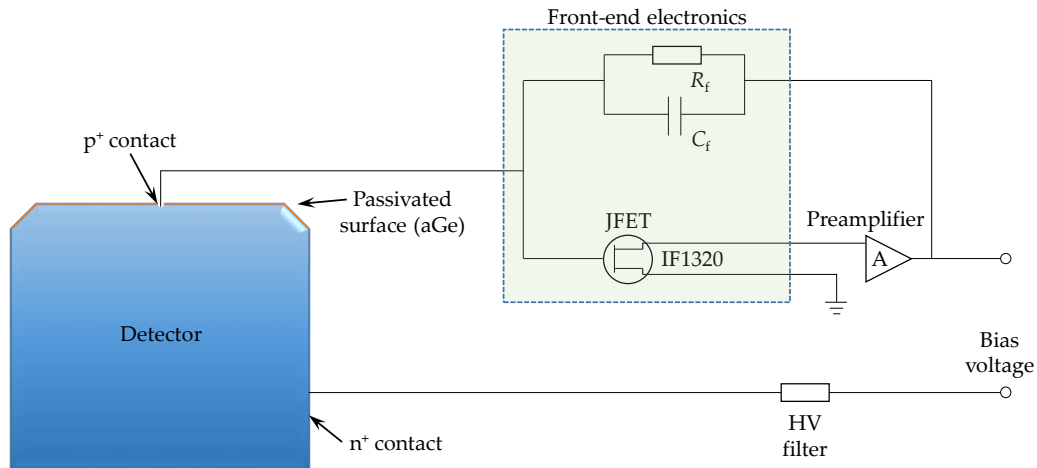 Front-end electronics
R_f
C_f
p⁺ contact
Passivated
surface (aGe)
JFET
IF1320
Preamplifier
A
Detector
Bias
voltage
HV
filter
n⁺ contact